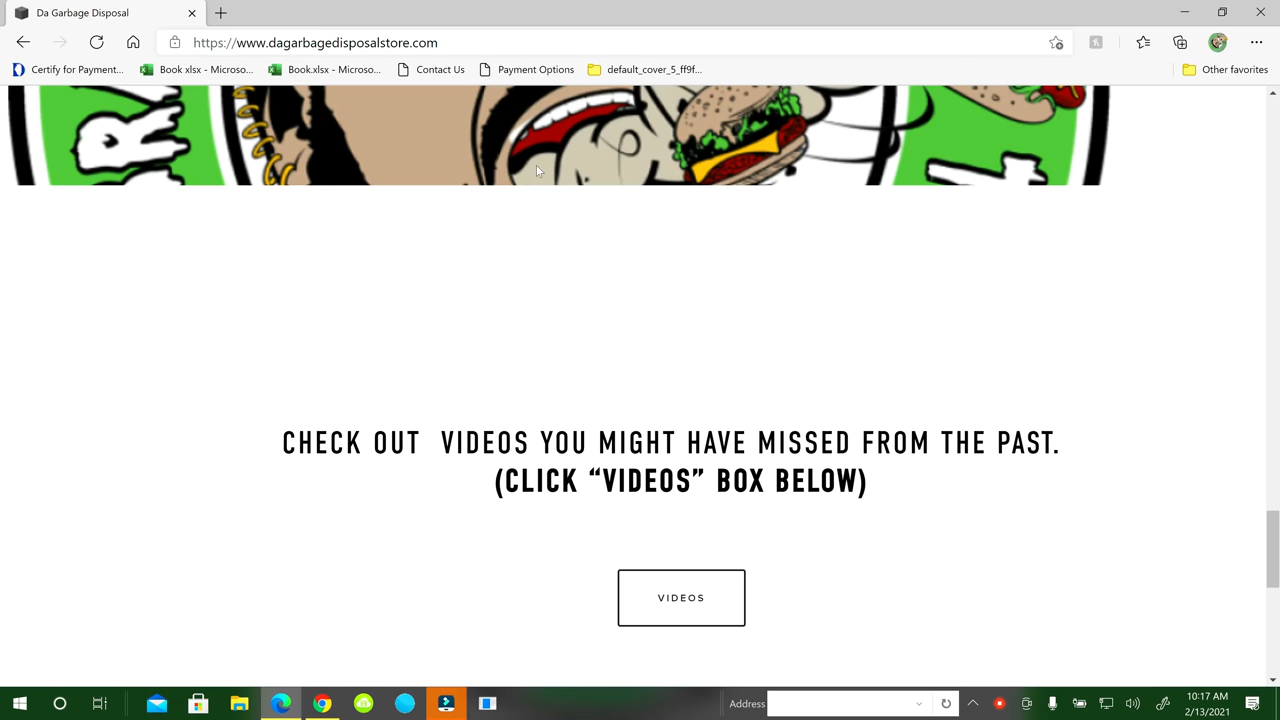 Da Garbage Disposal
https://www.dagarbagedisposalstore.com
Certify for Payment...
Book xlsx - Microso...
Book.xlsx - Microso...
Contact Us
Payment Options
default_cover_5_ff9f...
Other favorites
CHECK OUT VIDEOS YOU MIGHT HAVE MISSED FROM THE PAST.
(CLICK “VIDEOS” BOX BELOW)
VIDEOS
Address
10:17 AM
2/13/2021